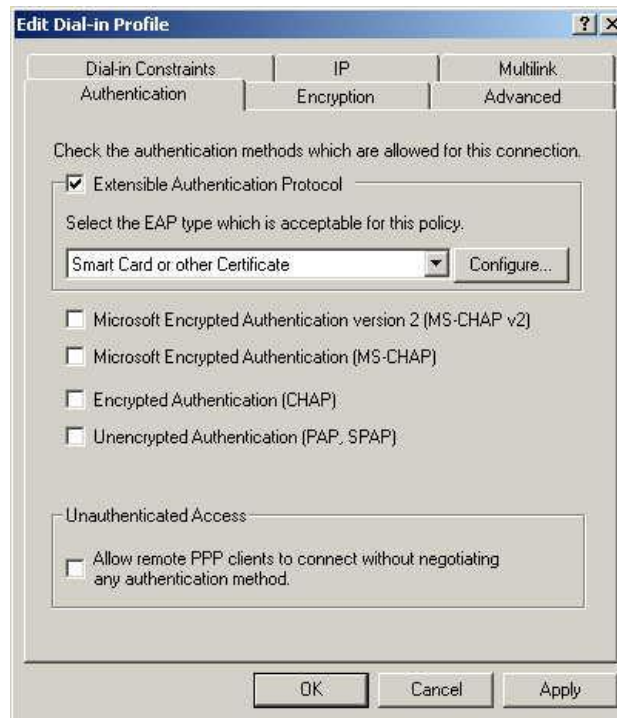 Edit Dial-in Profile
Dial-in Constraints IP Multilink
Authentication Encryption Advanced
Check the authentication methods which are allowed for this connection.
Extensible Authentication Protocol
Select the EAP type which is acceptable for this policy.
Smart Card or other Certificate Configure...
Microsoft Encrypted Authentication version 2 (MS-CHAP v2)
Microsoft Encrypted Authentication (MS-CHAP)
Encrypted Authentication (CHAP)
Unencrypted Authentication (PAP, SPAP)
Unauthenticated Access
Allow remote PPP clients to connect without negotiating
any authentication method.
OK Cancel Apply